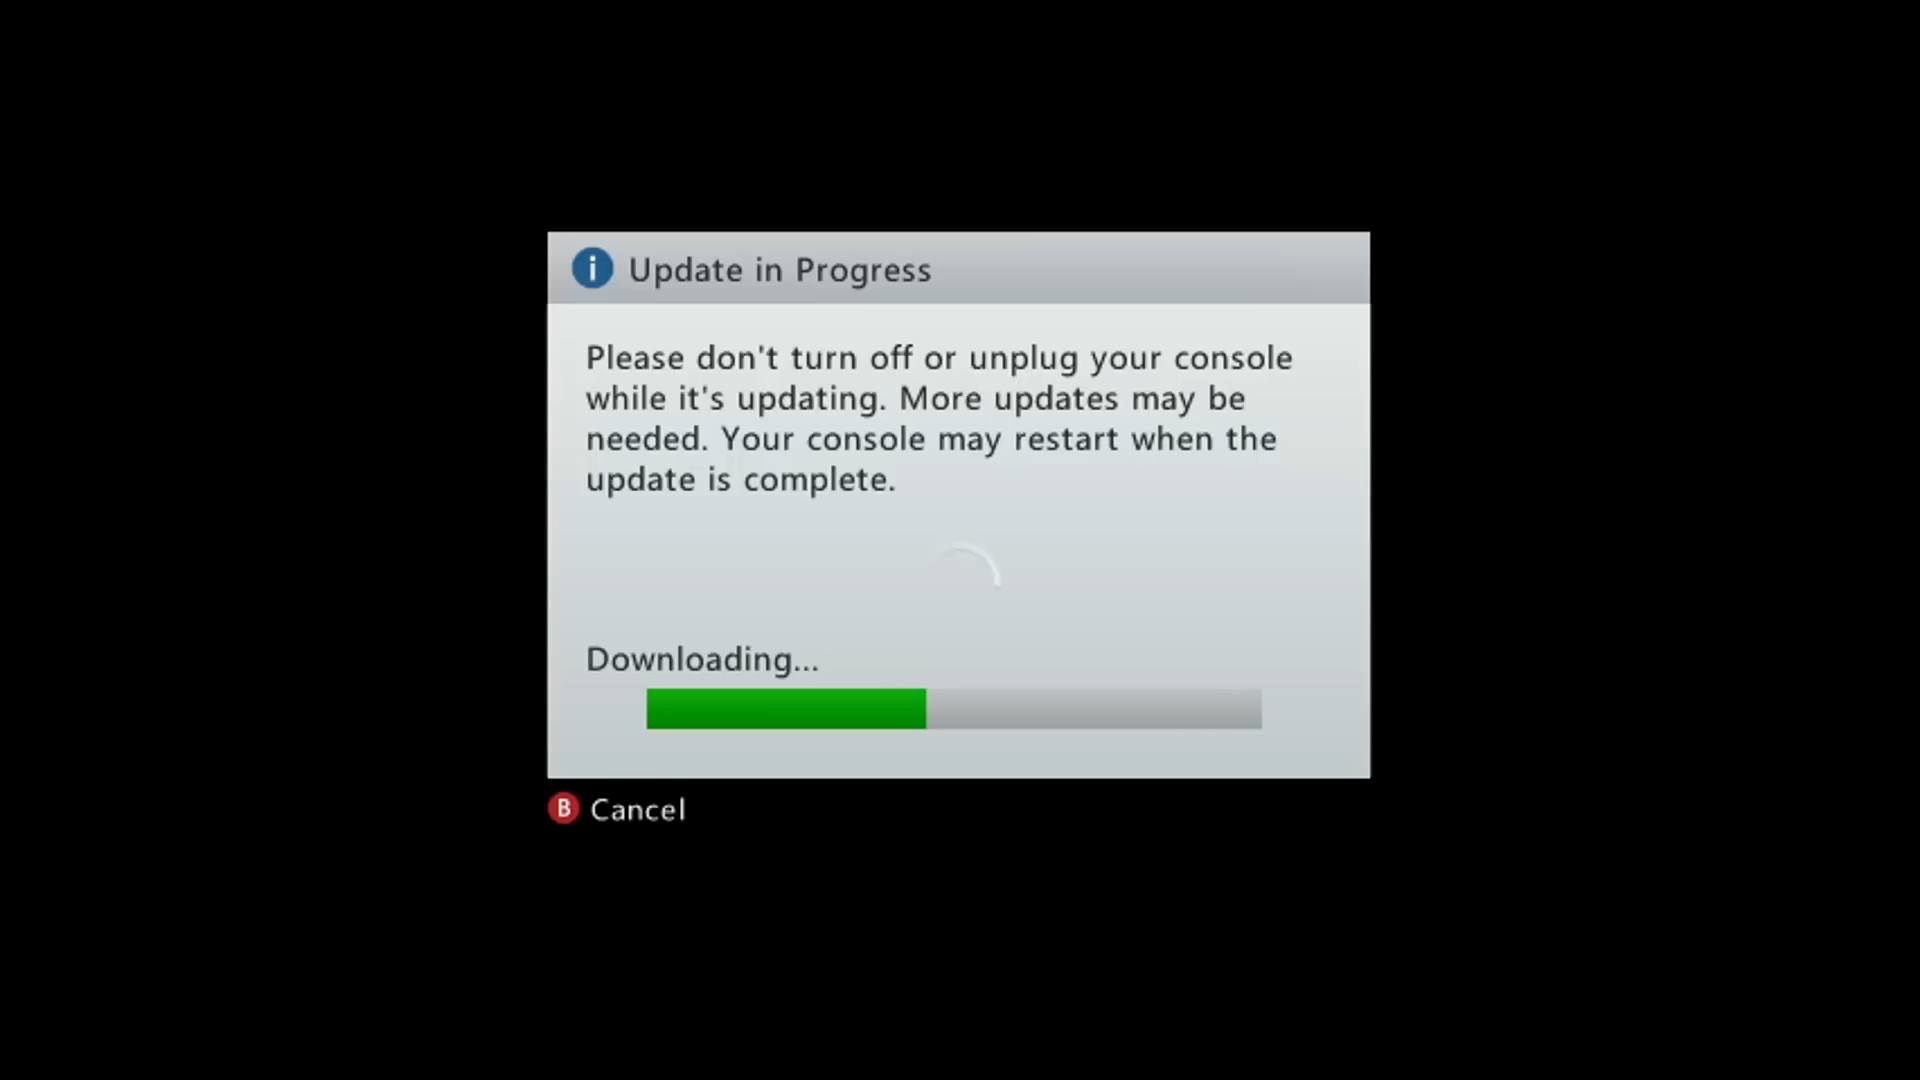 i Update in Progress
Please don't turn off or unplug your console
while it's updating. More updates may be
needed. Your console may restart when the
update is complete.
Downloading...
B Cancel